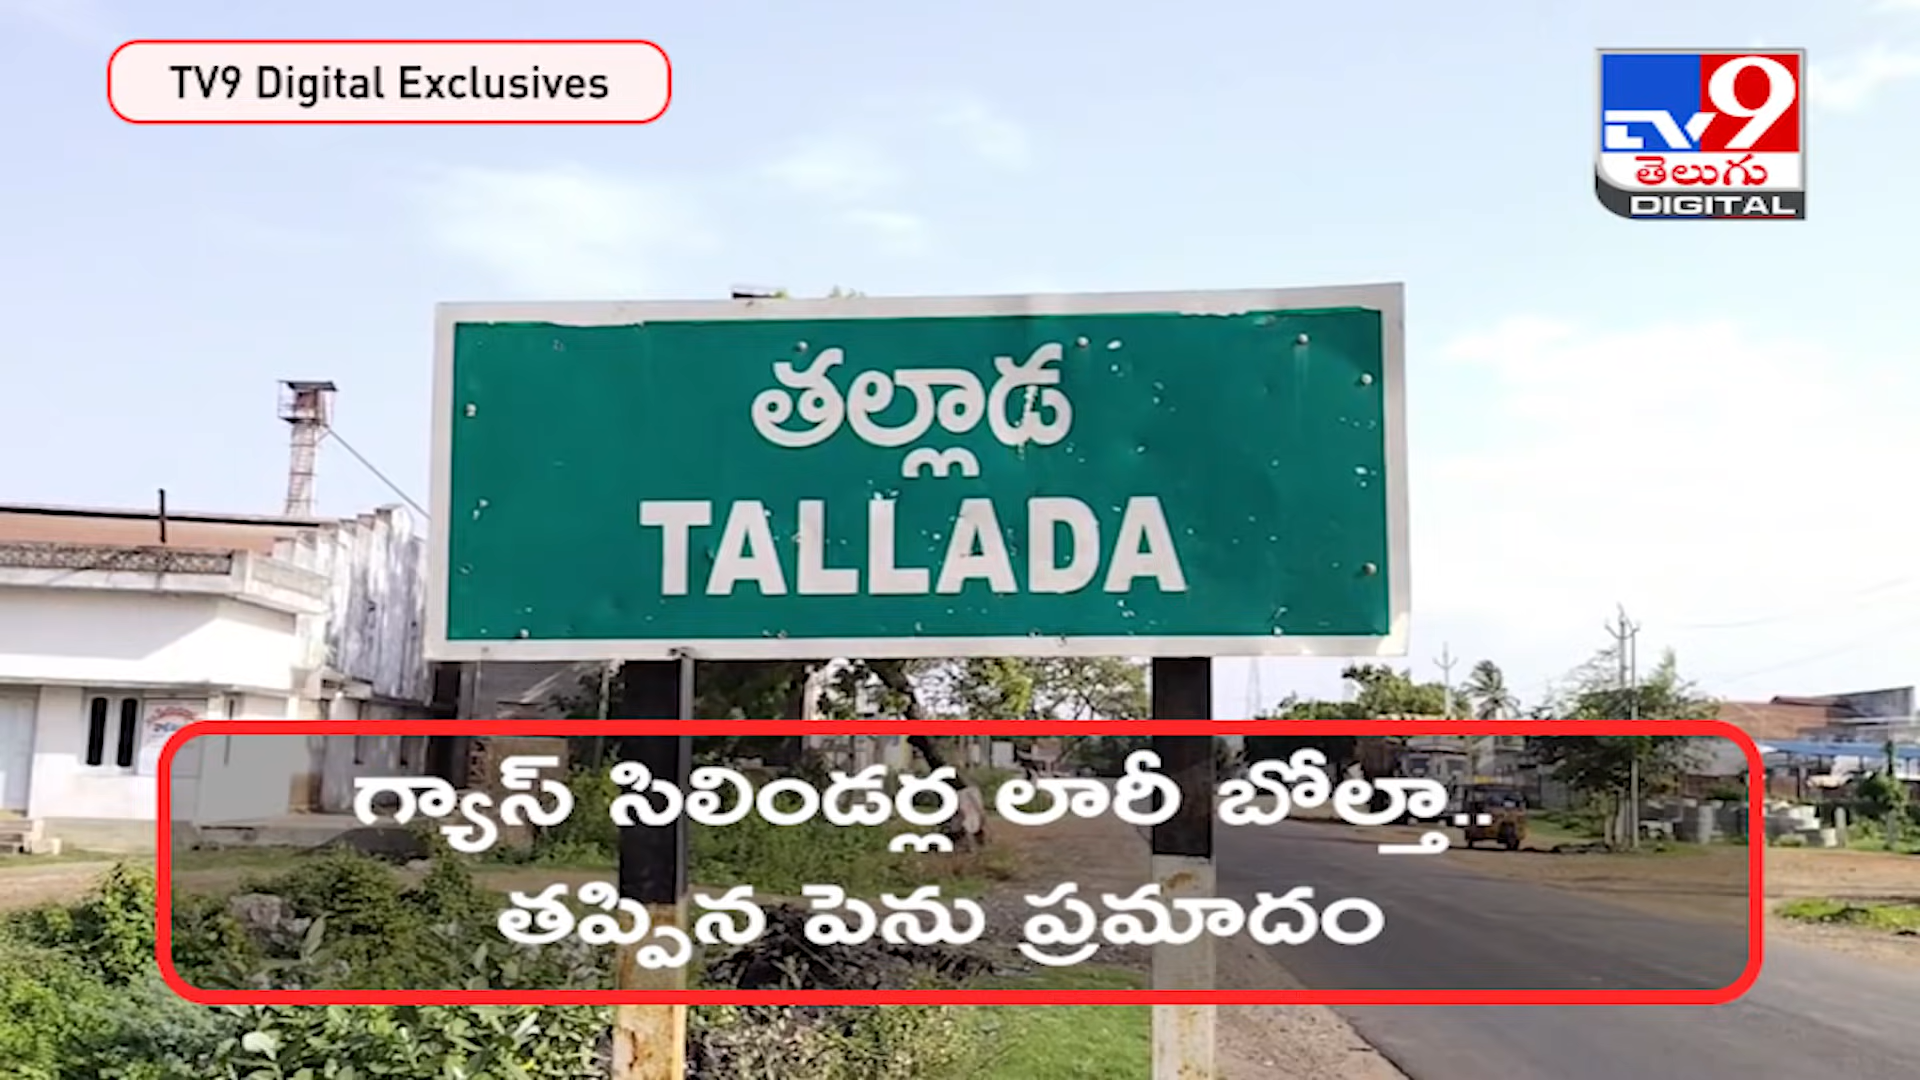 TV9 Digital Exclusives
TV9
తెలుగు
DIGITAL
తల్లాడ
TALLADA
గ్యాస్ సిలిండర్ల లారీ బోల్తా..
తప్పిన పెను ప్రమాదం